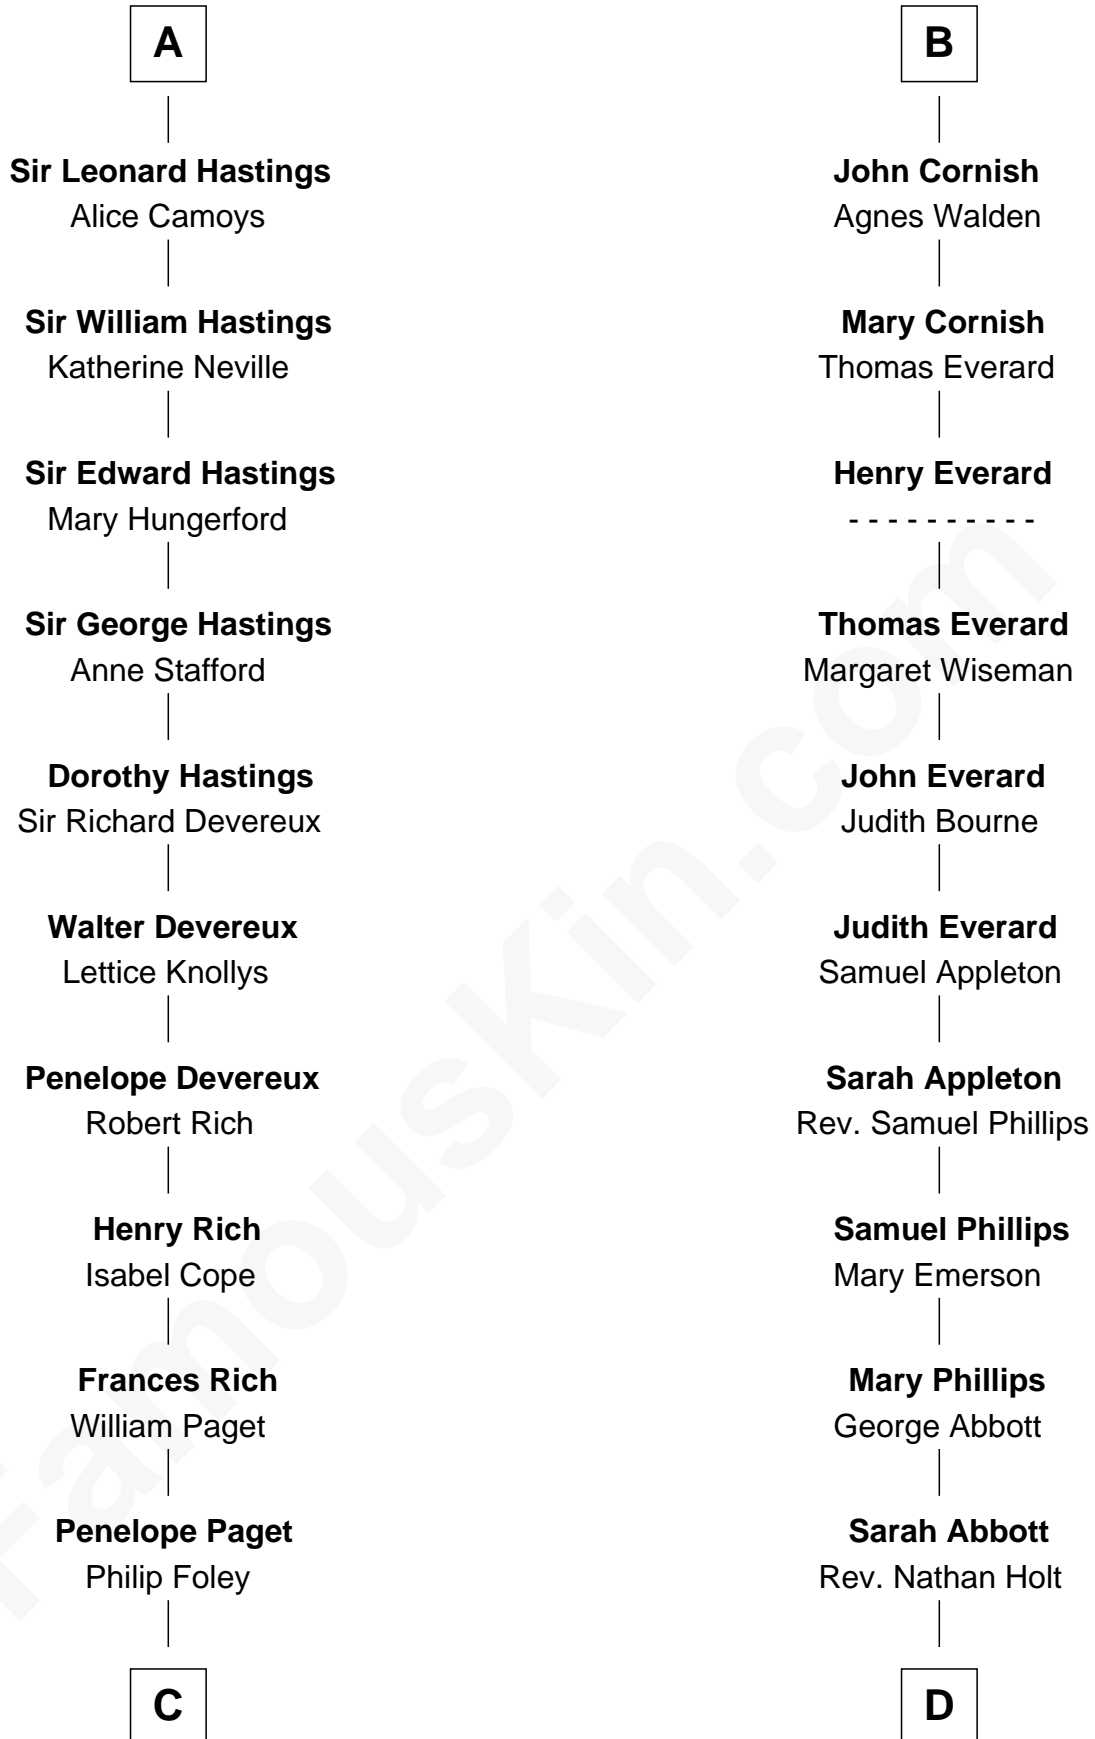 A
Sir Leonard Hastings
Alice Camoys
Sir William Hastings
Katherine Neville
Sir Edward Hastings
Mary Hungerford
Sir George Hastings
Anne Stafford
Dorothy Hastings
Sir Richard Devereux
Walter Devereux
Lettice Knollys
Penelope Devereux
Robert Rich
Henry Rich
Isabel Cope
Frances Rich
William Paget
Penelope Paget
Philip Foley
C
B
John Cornish
Agnes Walden
Mary Cornish
Thomas Everard
Henry Everard
- - - - - - - - - -
Thomas Everard
Margaret Wiseman
John Everard
Judith Bourne
Judith Everard
Samuel Appleton
Sarah Appleton
Rev. Samuel Phillips
Samuel Phillips
Mary Emerson
Mary Phillips
George Abbott
Sarah Abbott
Rev. Nathan Holt
D
FamousKin.com